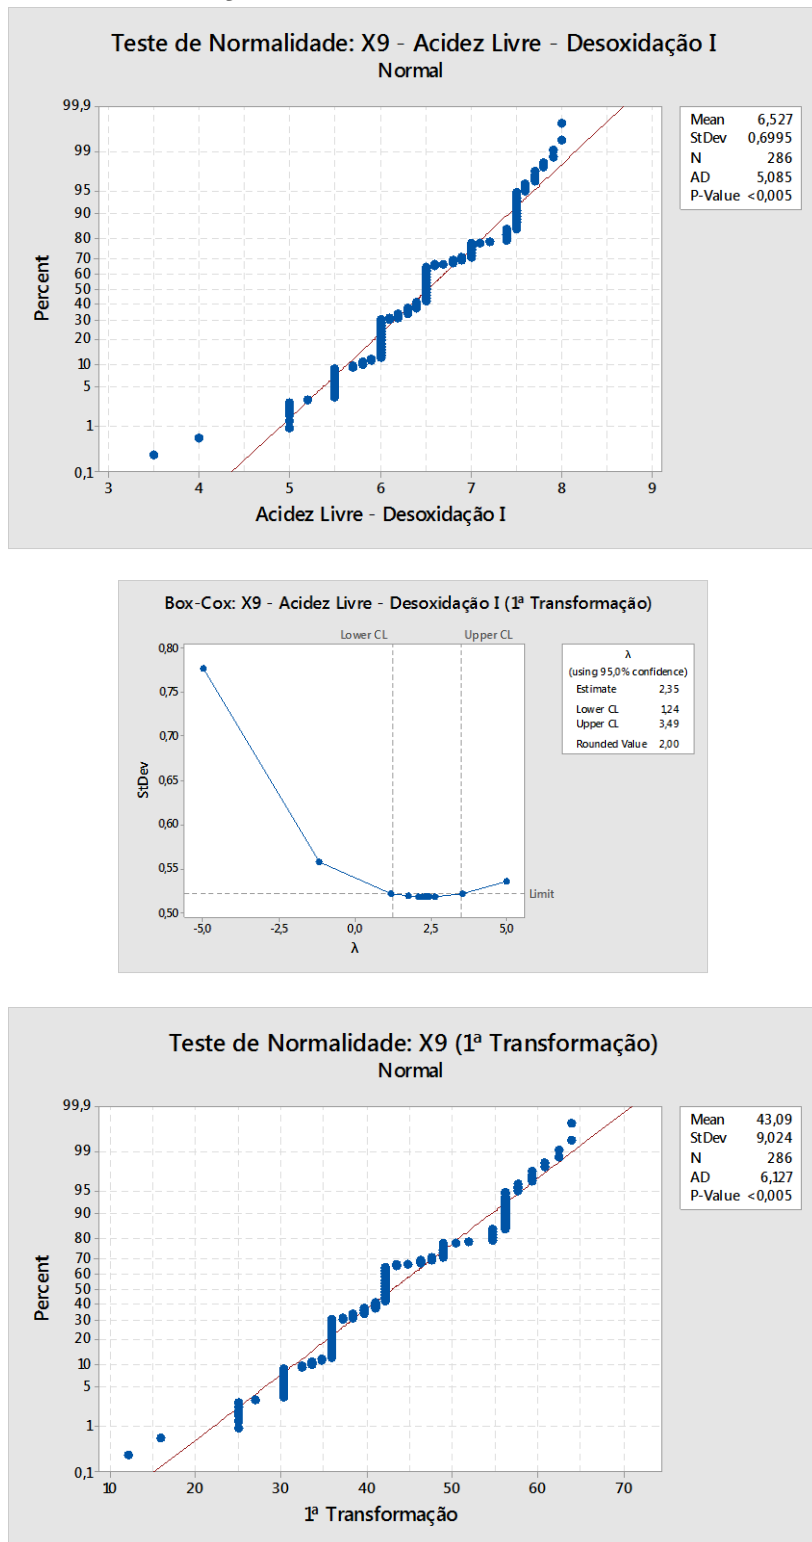 Teste de Normalidade: X9 - Acidez Livre - Desoxidação I
Normal
99,9
99
95
90
80
70
60
50
40
30
20
10
5
1
0,1
Percent
3 4 5 6 7 8 9
Acidez Livre - Desoxidação I
Mean 6,527
StDev 0,6995
N 286
AD 5,085
P-Value <0,005
Box-Cox: X9 - Acidez Livre - Desoxidação I (1ª Transformação)
Lower CL Upper CL
0,80
0,75
0,70
0,65
0,60
0,55
0,50
StDev
Limit
-5,0 -2,5 0,0 2,5 5,0
λ
λ
(using 95,0% confidence)
Estimate 2,35
Lower CL 1,24
Upper CL 3,49
Rounded Value 2,00
Teste de Normalidade: X9 (1ª Transformação)
Normal
99,9
99
95
90
80
70
60
50
40
30
20
10
5
1
0,1
Percent
10 20 30 40 50 60 70
1ª Transformação
Mean 43,09
StDev 9,024
N 286
AD 6,127
P-Value <0,005